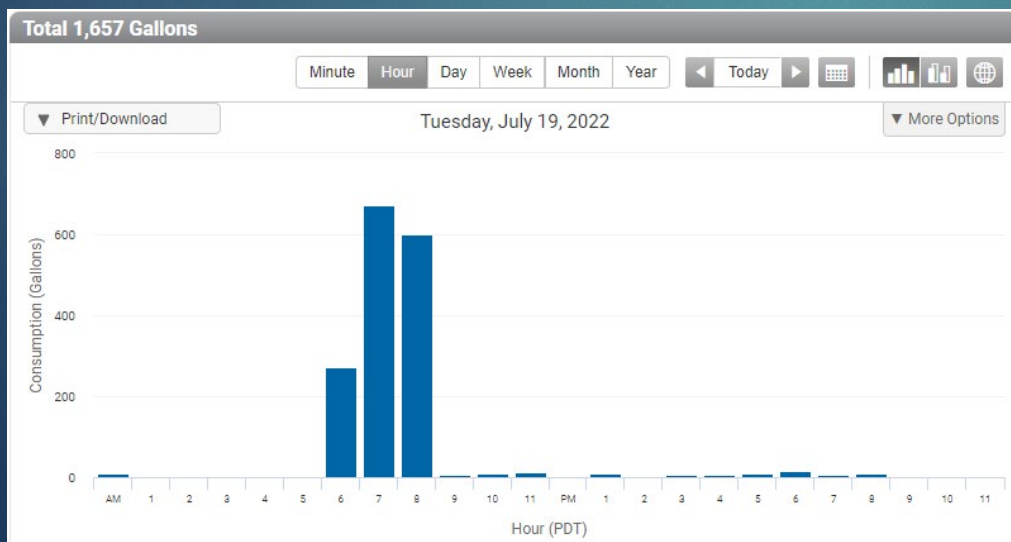 Total 1,657 Gallons
Minute Hour Day Week Month Year Today
Print/Download
Tuesday, July 19, 2022
More Options
800
600
400
200
0
Consumption (Gallons)
AM 1 2 3 4 5 6 7 8 9 10 11 PM 1 2 3 4 5 6 7 8 9 10 11
Hour (PDT)